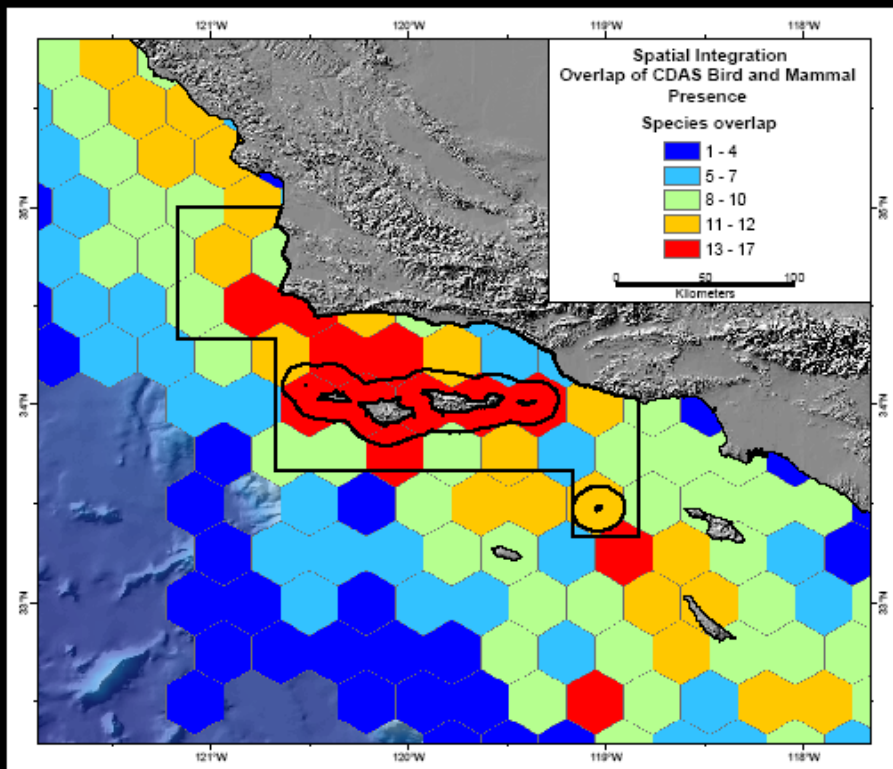 121°W 120°W 119°W 118°W
Spatial Integration
Overlap of CDAS Bird and Mammal
Presence
Species overlap
1 - 4
5 - 7
8 - 10
11 - 12
13 - 17
0 50 100
Kilometers
35°N 35°N
34°N 34°N
33°N 33°N
121°W 120°W 119°W 118°W